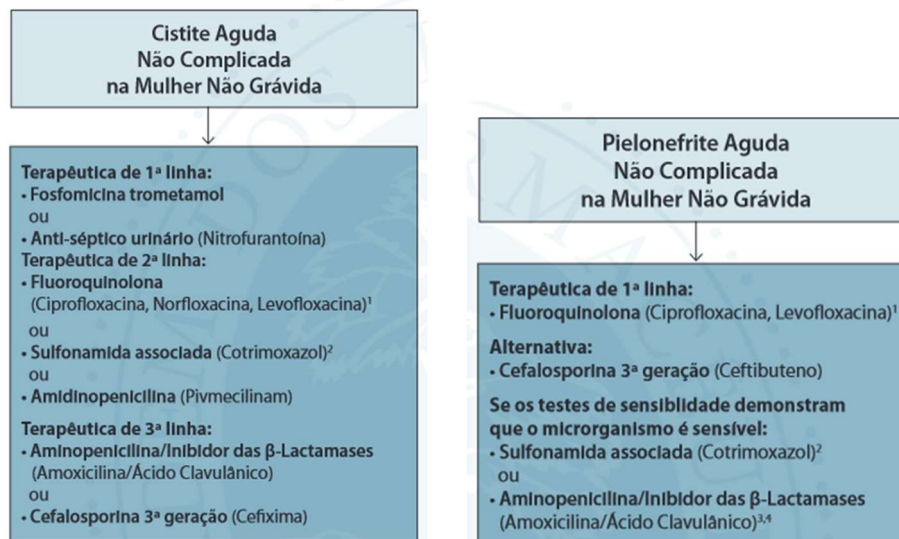 Cistite Aguda
Não Complicada
na Mulher Não Grávida
Terapêutica de 1ª linha:
• Fosfomicina trometamol
ou
• Anti-séptico urinário (Nitrofurantoína)
Terapêutica de 2ª linha:
• Fluoroquinolona
(Ciprofloxacina, Norfloxacina, Levofloxacina)¹
ou
• Sulfonamida associada (Cotrimoxazol)²
ou
• Amidinopenicilina (Pivmecilinam)
Terapêutica de 3ª linha:
• Aminopenicilina/Inibidor das β-Lactamases
(Amoxicilina/Ácido Clavulânico)
ou
• Cefalosporina 3ª geração (Cefixima)
Pielonefrite Aguda
Não Complicada
na Mulher Não Grávida
Terapêutica de 1ª linha:
• Fluoroquinolona (Ciprofloxacina, Levofloxacina)¹
Alternativa:
• Cefalosporina 3ª geração (Ceftibuteno)
Se os testes de sensiblidade demonstram
que o microrganismo é sensível:
• Sulfonamida associada (Cotrimoxazol)²
ou
• Aminopenicilina/Inibidor das β-Lactamases
(Amoxicilina/Ácido Clavulânico)³,⁴